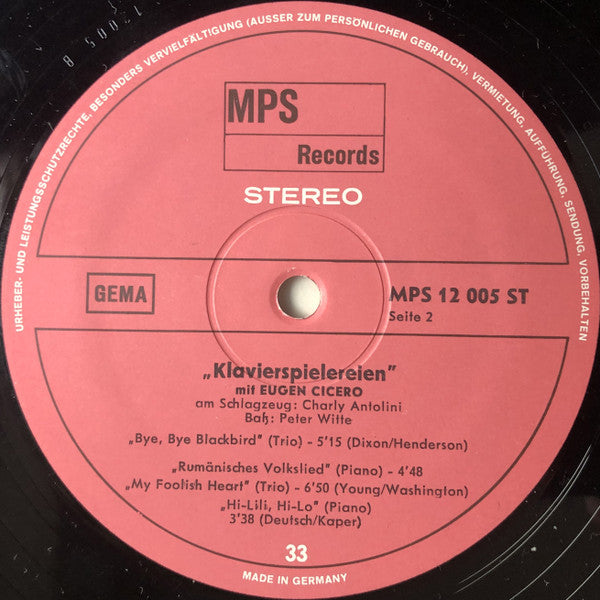 URHEBER- UND LEISTUNGSSCHUTZRECHTE, BESONDERS VERVIELFÄLTIGUNG (AUSSER ZUM PERSÖNLICHEN GEBRAUCH), VERMIETUNG, AUFFÜHRUNG, SENDUNG, VORBEHALTEN
MPS
Records
STEREO
GEMA
MPS 12 005 ST
Seite 2
„Klavierspielereien”
mit EUGEN CICERO
am Schlagzeug: Charly Antolini
Baß: Peter Witte
„Bye, Bye Blackbird” (Trio) - 5'15 (Dixon/Henderson)
„Rumänisches Volkslied” (Piano) - 4'48
„My Foolish Heart” (Trio) - 6'50 (Young/Washington)
„Hi-Lili, Hi-Lo” (Piano)
3'38 (Deutsch/Kaper)
33
MADE IN GERMANY